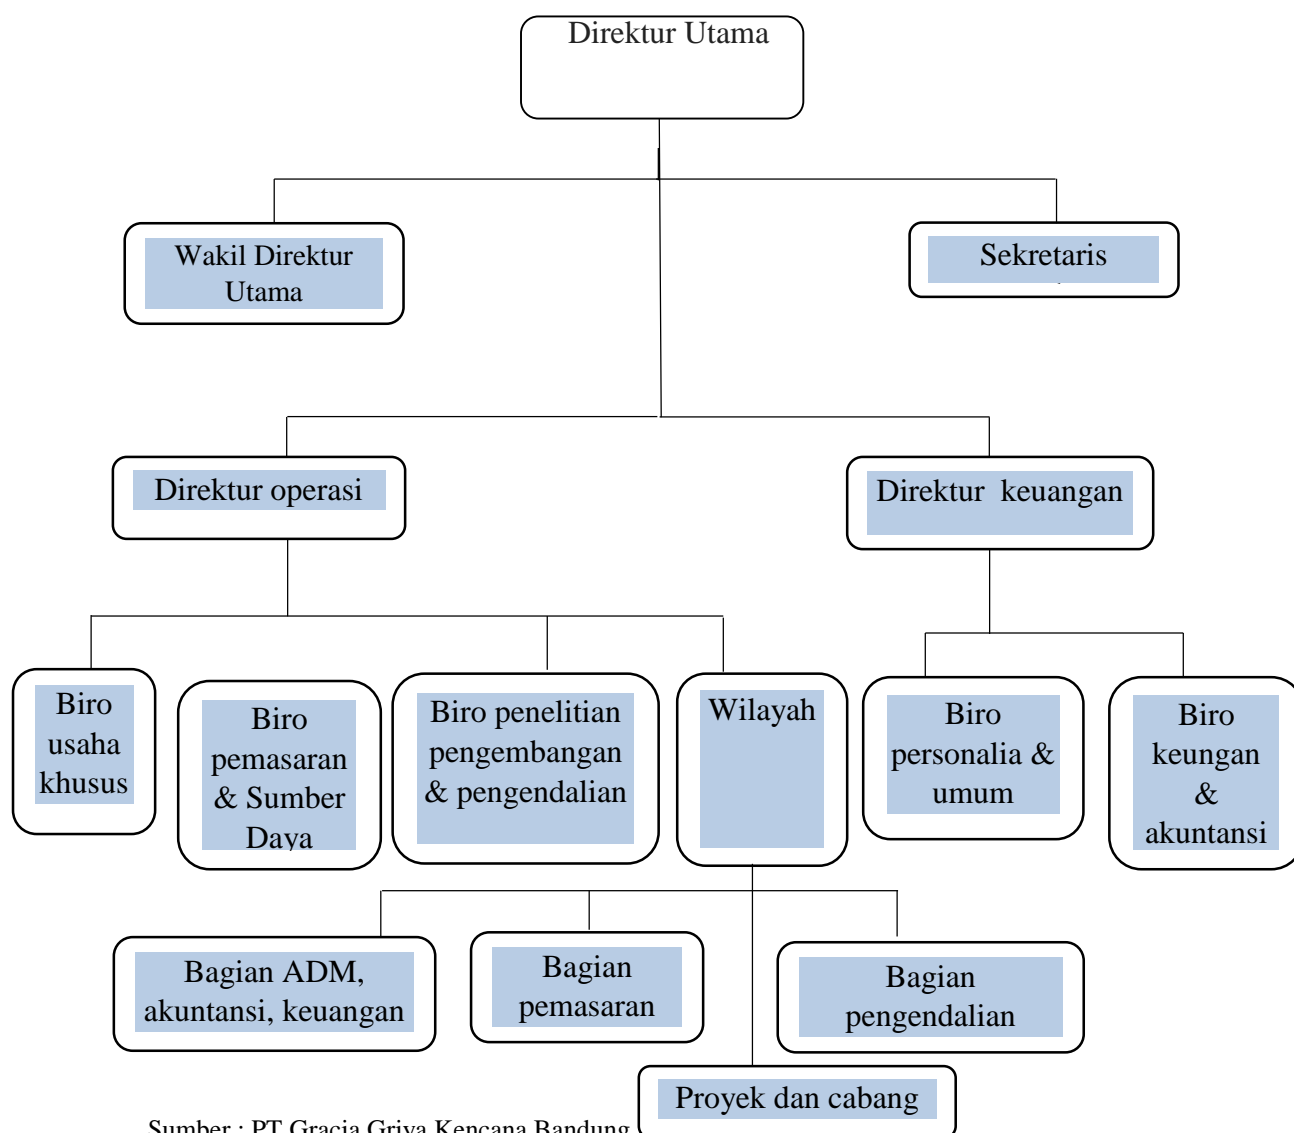 Direktur Utama
Wakil Direktur
Utama
Sekretaris
Direktur operasi
Direktur keuangan
Biro
usaha
khusus
Biro
pemasaran
& Sumber
Daya
Biro penelitian
pengembangan
& pengendalian
Wilayah
Biro
personalia &
umum
Biro
keungan
&
akuntansi
Bagian ADM,
akuntansi, keuangan
Bagian
pemasaran
Bagian
pengendalian
Proyek dan cabang
Sumber : PT Gracia Griya Kencana Bandung